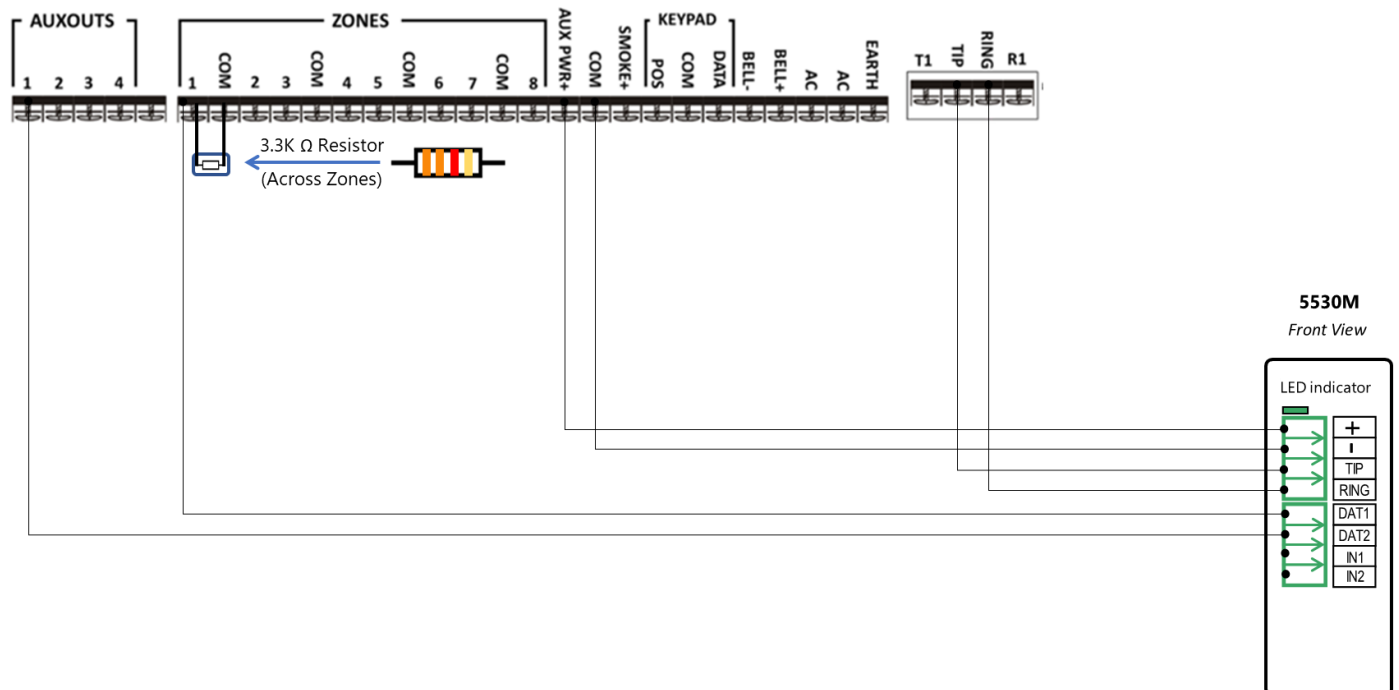 AUXOUTS
1 2 3 4
ZONES
1 COM 2 3 COM 4 5 COM 6 7 COM 8
AUX PWR+
COM
SMOKE+
KEYPAD
POS
COM
DATA
BELL-
BELL+
AC
AC
EARTH
T1 TIP RING R1
3.3K Ω Resistor
(Across Zones)
5530M
Front View
LED indicator
+
-
TIP
RING
DAT1
DAT2
IN1
IN2